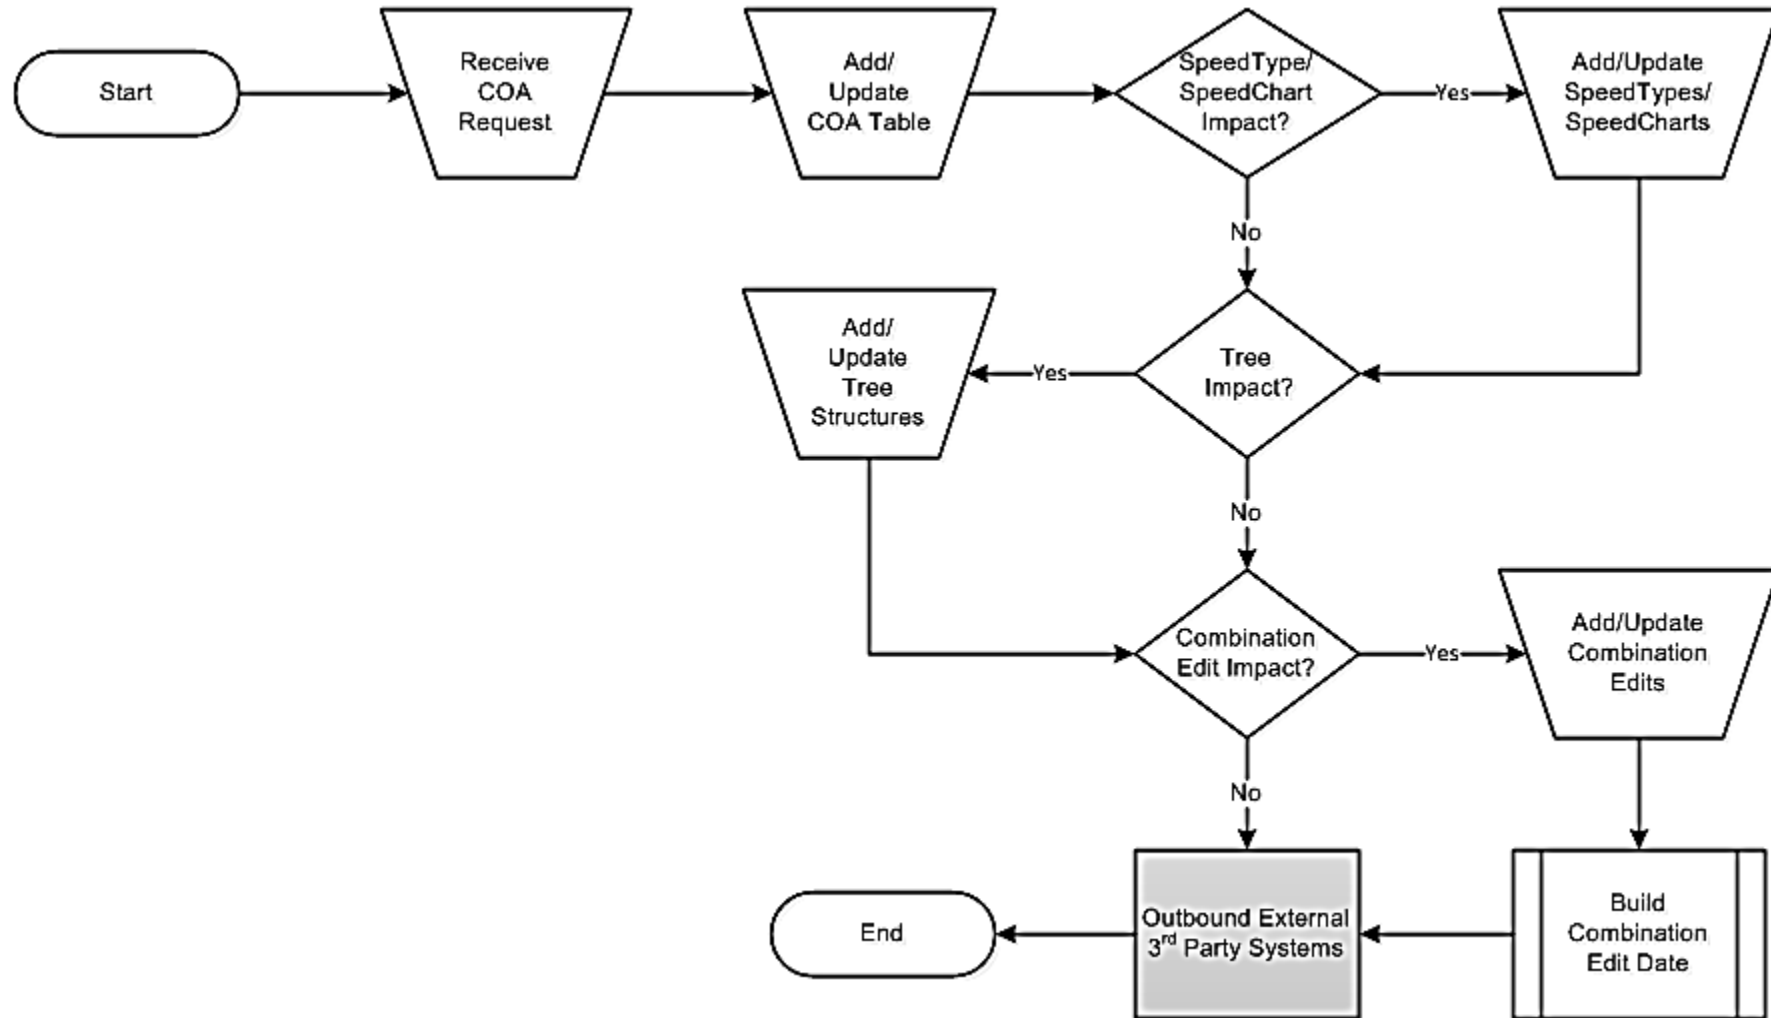 Start
Receive
COA
Request
Add/
Update
COA Table
SpeedType/
SpeedChart
Impact?
Yes
Add/Update
SpeedTypes/
SpeedCharts
No
Add/
Update
Tree
Structures
Yes
Tree
Impact?
No
Combination
Edit Impact?
Yes
Add/Update
Combination
Edits
No
End
Outbound External
3rd Party Systems
Build
Combination
Edit Date